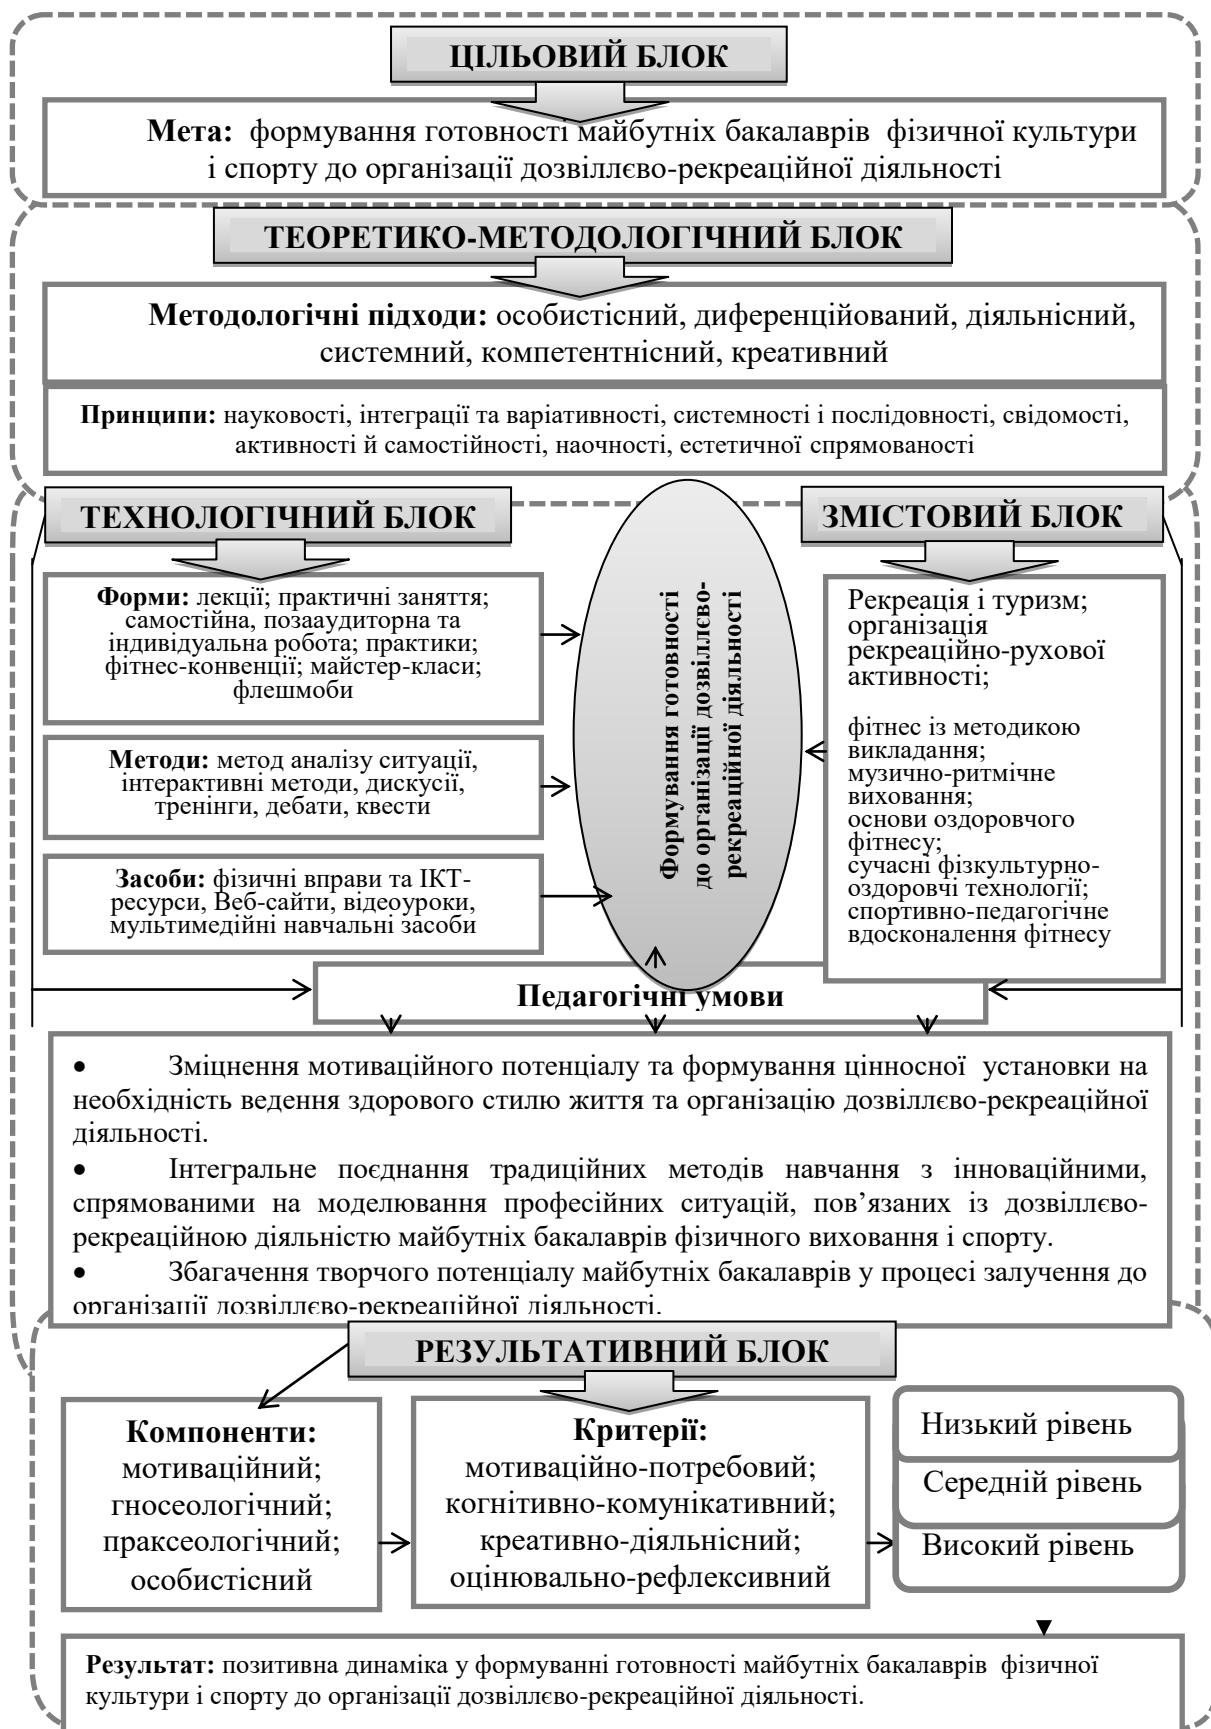 ЦІЛЬОВИЙ БЛОК
Мета: формування готовності майбутніх бакалаврів фізичної культури
і спорту до організації дозвіллєво-рекреаційної діяльності
ТЕОРЕТИКО-МЕТОДОЛОГІЧНИЙ БЛОК
Методологічні підходи: особистісний, диференційований, діяльнісний,
системний, компетентнісний, креативний
Принципи: науковості, інтеграції та варіативності, системності і послідовності, свідомості,
активності й самостійності, наочності, естетичної спрямованості
ТЕХНОЛОГІЧНИЙ БЛОК
Форми: лекції; практичні заняття;
самостійна, позааудиторна та
індивідуальна робота; практики;
фітнес-конвенції; майстер-класи;
флешмоби
Методи: метод аналізу ситуації,
інтерактивні методи, дискусії,
тренінги, дебати, квести
Засоби: фізичні вправи та ІКТ-
ресурси, Веб-сайти, відеоуроки,
мультимедійні навчальні засоби
Формування готовності
до організації дозвіллєво-
рекреаційної діяльності
ЗМІСТОВИЙ БЛОК
Рекреація і туризм;
організація
рекреаційно-рухової
активності;
фітнес із методикою
викладання;
музично-ритмічне
виховання;
основи оздоровчого
фітнесу;
сучасні фізкультурно-
оздоровчі технології;
спортивно-педагогічне
вдосконалення фітнесу
Педагогічні умови
• Зміцнення мотиваційного потенціалу та формування ціннісної установки на
необхідність ведення здорового стилю життя та організацію дозвіллєво-рекреаційної
діяльності.
• Інтегральне поєднання традиційних методів навчання з інноваційними,
спрямованими на моделювання професійних ситуацій, пов’язаних із дозвіллєво-
рекреаційною діяльністю майбутніх бакалаврів фізичного виховання і спорту.
• Збагачення творчого потенціалу майбутніх бакалаврів у процесі залучення до
організації дозвіллєво-рекреаційної діяльності.
РЕЗУЛЬТАТИВНИЙ БЛОК
Компоненти:
мотиваційний;
гносеологічний;
праксеологічний;
особистісний
Критерії:
мотиваційно-потребовий;
когнітивно-комунікативний;
креативно-діяльнісний;
оцінювально-рефлексивний
Низький рівень
Середній рівень
Високий рівень
Результат: позитивна динаміка у формуванні готовності майбутніх бакалаврів фізичної
культури і спорту до організації дозвіллєво-рекреаційної діяльності.